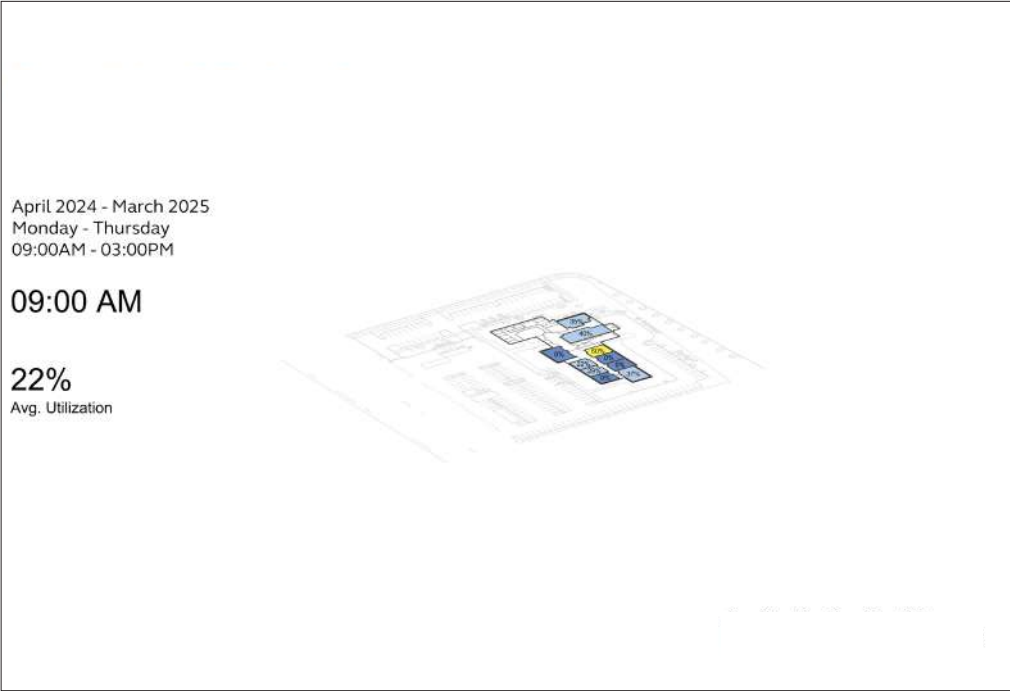 April 2024 - March 2025
Monday - Thursday
09:00AM - 03:00PM
09:00 AM
22%
Avg. Utilization